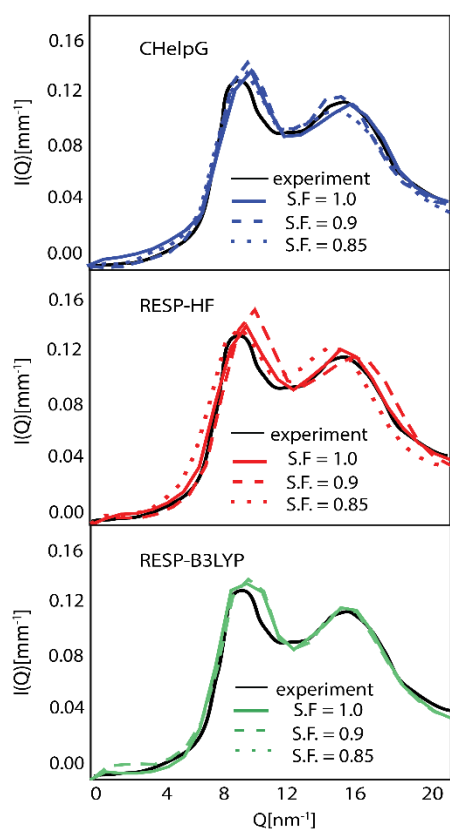 0.16
CHelpG
0.12
I(Q)[mm⁻¹]
0.08
experiment
0.04
S.F = 1.0
S.F. = 0.9
0.00
S.F. = 0.85
0.16
RESP-HF
0.12
I(Q)[mm⁻¹]
0.08
experiment
0.04
S.F = 1.0
S.F. = 0.9
0.00
S.F. = 0.85
0.16
RESP-B3LYP
0.12
I(Q)[mm⁻¹]
0.08
experiment
0.04
S.F = 1.0
S.F. = 0.9
0.00
S.F. = 0.85
0 4 8 12 16 20
Q[nm⁻¹]